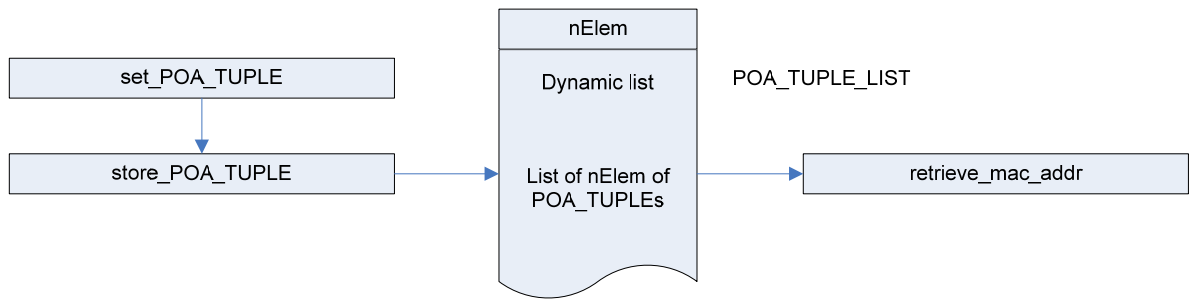 nElem
set_POA_TUPLE
Dynamic list
POA_TUPLE_LIST
store_POA_TUPLE
List of nElem of
POA_TUPLEs
retrieve_mac_addr